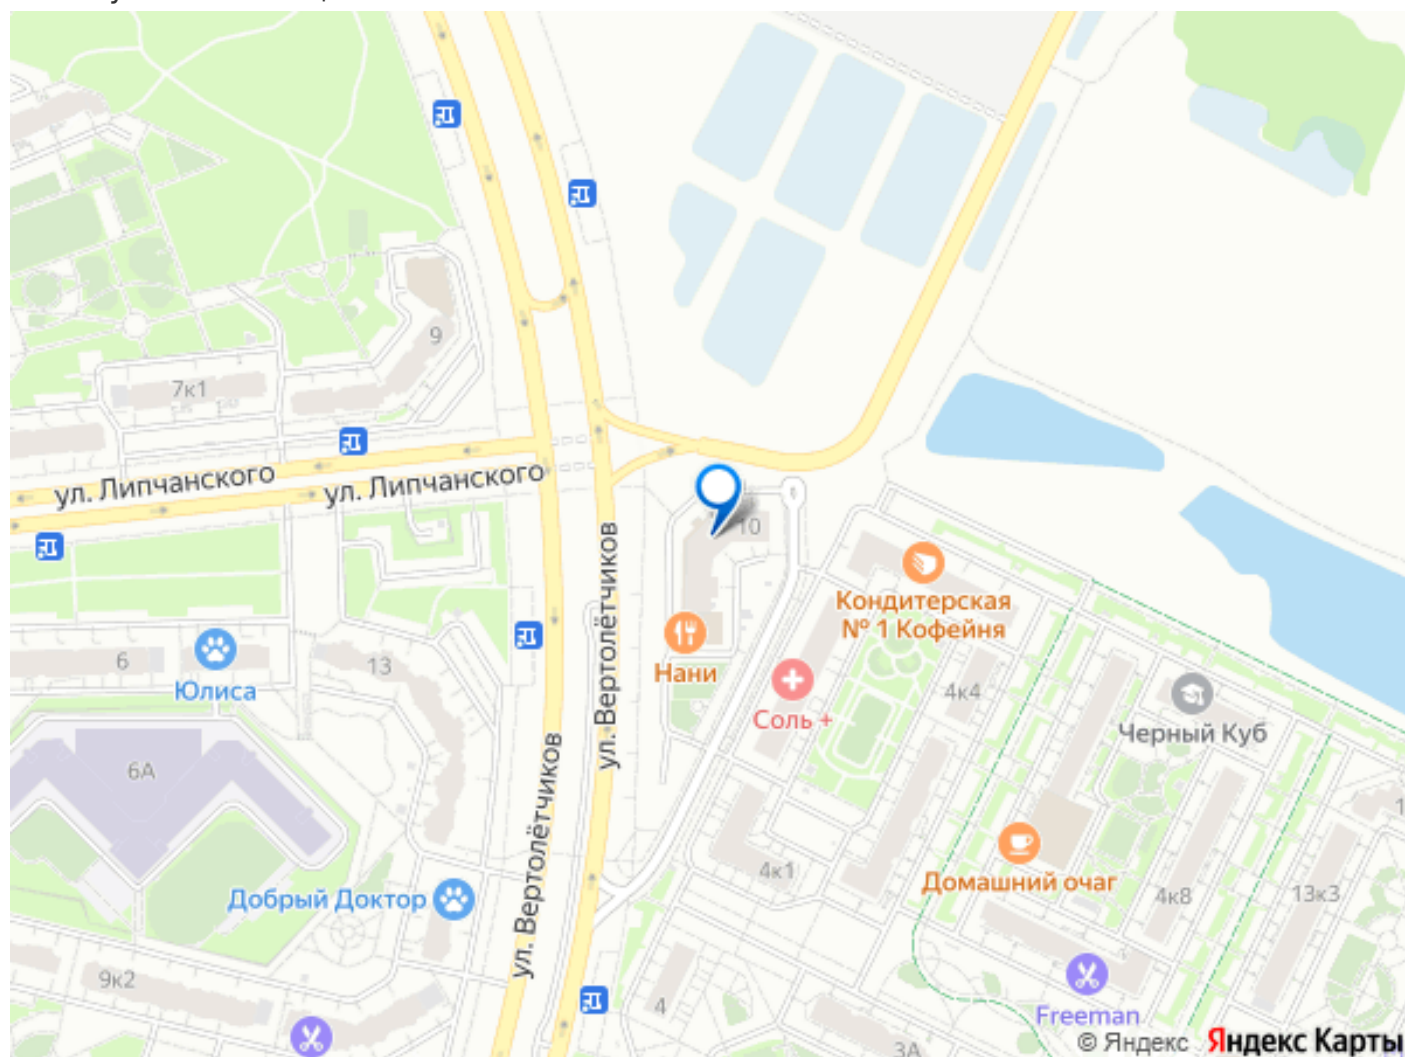 9
7к1
ул. Липчанского
ул. Липчанского
10
ул. Вертолётчиков
Кондитерская
№ 1 Кофейня
Нани
6
Юлиса
13
4к4
Соль +
Черный Куб
6А
ул. Вертолётчиков
4к1
Домашний очаг
4к8
13к3
Добрый Доктор
9к2
4
Freeman
3А
© Яндекс Яндекс Карты